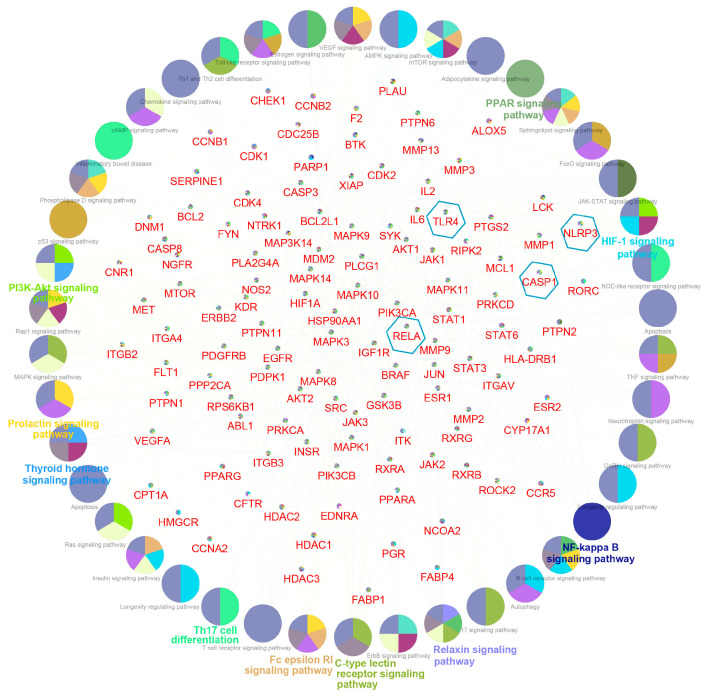 Estrogen signaling pathway
VEGF signaling pathway
AMPK signaling pathway
mTOR signaling pathway
Adipocytokine signaling pathway
Toll-like receptor signaling pathway
Th1 and Th2 cell differentiation
Chemokine signaling pathway
PPAR signaling
pathway
Sphingolipid signaling pathway
cAMP signaling pathway
FoxO signaling pathway
Inflammatory bowel disease
JAK-STAT signaling pathway
Phospholipase D signaling pathway
HIF-1 signaling
pathway
p53 signaling pathway
NOD-like receptor signaling pathway
PI3K-Akt signaling
pathway
Apoptosis
Rap1 signaling pathway
TNF signaling pathway
MAPK signaling pathway
Neurotrophin signaling pathway
Prolactin signaling
pathway
Thyroid hormone
signaling pathway
Longevity regulating pathway
Apoptosis
Ras signaling pathway
NF-kappa B
signaling pathway
Insulin signaling pathway
B cell receptor signaling pathway
Longevity regulating pathway
Autophagy
Th17 cell
differentiation
T cell receptor signaling pathway
17 signaling pathway
Fc epsilon RI
signaling pathway
C-type lectin
receptor signaling
pathway
ErbB signaling pathway
Relaxin signaling
pathway
PLAU
CHEK1
CCNB2
F2
PTPN6
ALOX5
CCNB1
CDC25B
BTK
MMP13
CDK1
PARP1
CDK2
MMP3
SERPINE1
CASP3
XIAP
IL2
LCK
CDK4
BCL2
NTRK1
BCL2L1
IL6
TLR4
PTGS2
NLRP3
DNM1
FYN
MAP3K14
MAPK9
SYK
AKT1
RIPK2
MMP1
CASP8
NGFR
PLA2G4A
MDM2
PLCG1
JAK1
MCL1
CNR1
MAPK14
CASP1
MTOR
NOS2
HIF1A
MAPK10
MAPK11
RORC
MET
KDR
ERBB2
HSP90AA1
PIK3CA
PRKCD
ITGA4
PTPN11
MAPK3
RELA
STAT1
STAT6
PTPN2
ITGB2
PDGFRB
EGFR
IGF1R
MMP9
HLA-DRB1
FLT1
PPP2CA
PDPK1
MAPK8
BRAF
JUN
STAT3
ITGAV
PTPN1
RPS6KB1
AKT2
SRC
GSK3B
ESR1
ESR2
ABL1
PRKCA
JAK3
MMP2
CYP17A1
VEGFA
INSR
MAPK1
ITK
RXRG
PPARG
ITGB3
PIK3CB
RXRA
JAK2
RXRB
CPT1A
CFTR
PPARA
ROCK2
CCR5
HMGCR
HDAC2
EDNRA
CCNA2
HDAC1
NCOA2
PGR
HDAC3
FABP4
FABP1